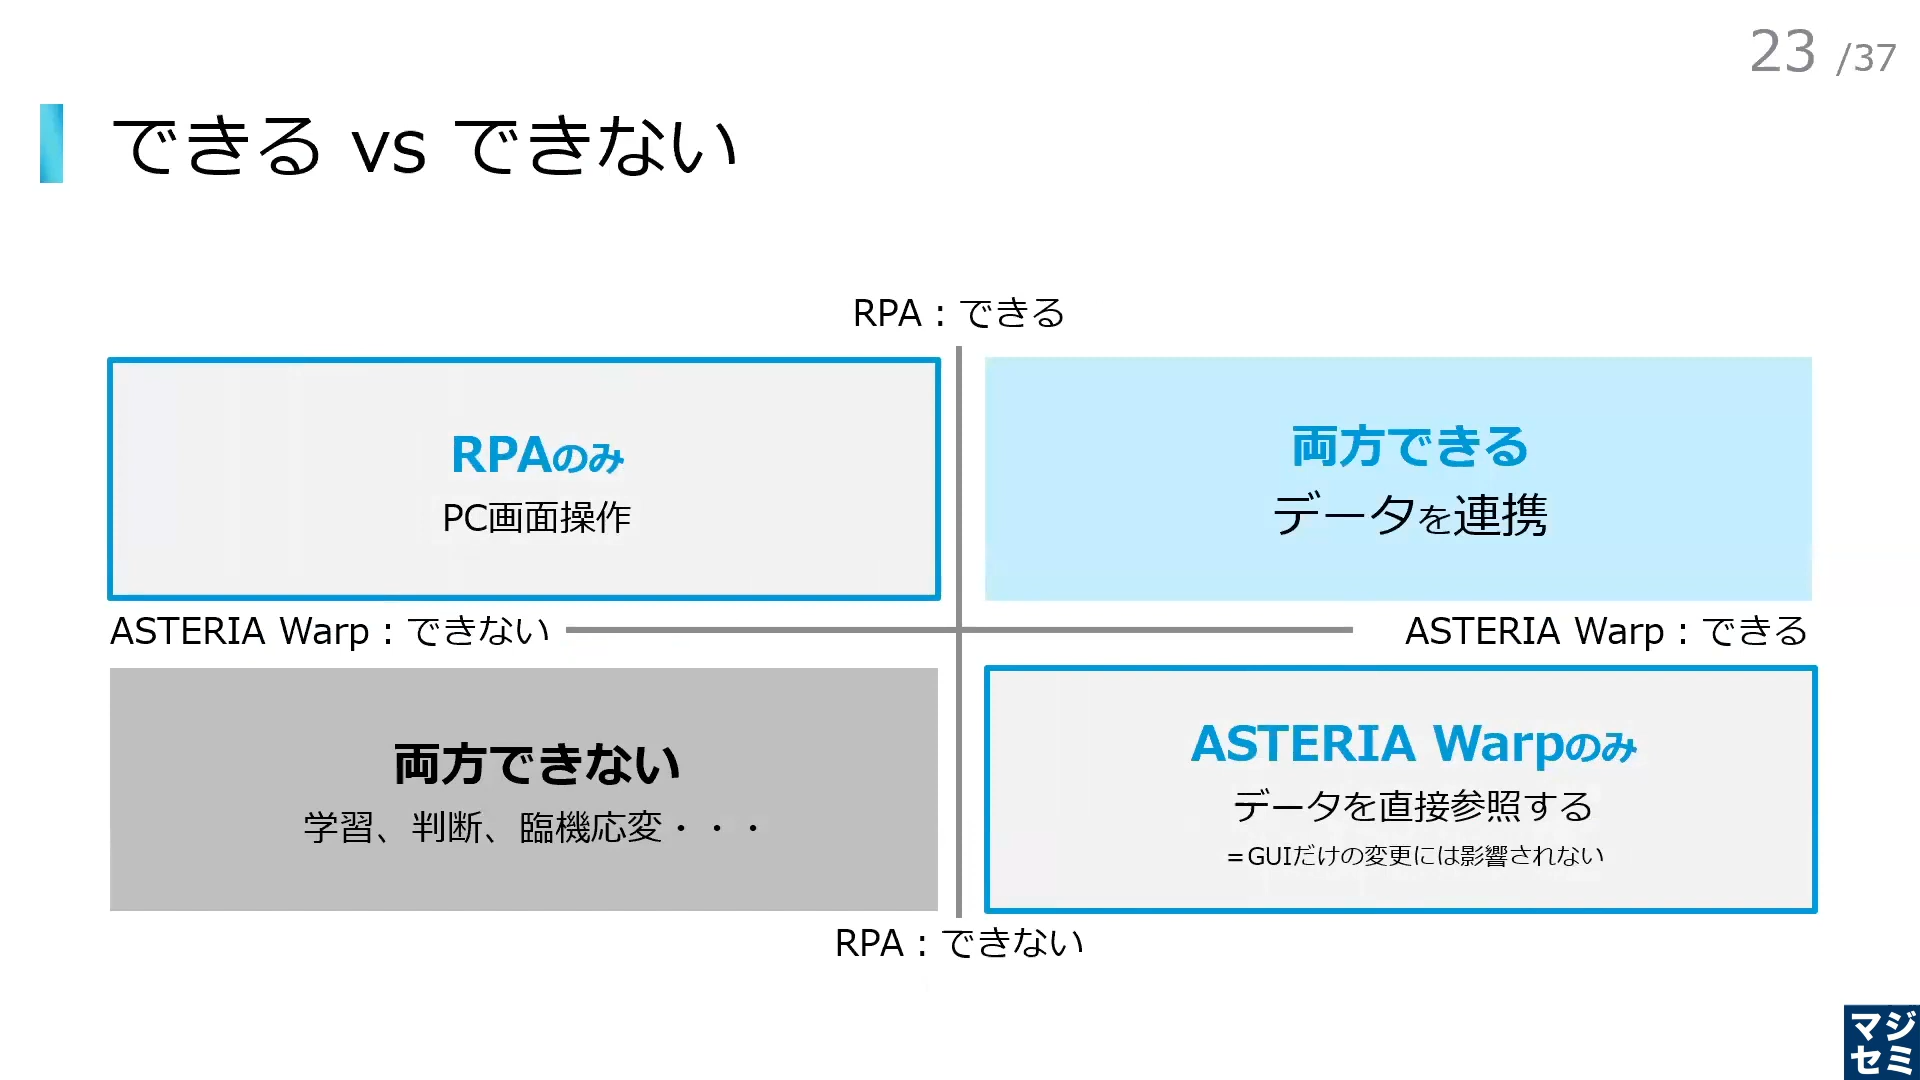 23 /37
できる vs できない
RPA：できる
RPAのみ
PC画面操作
両方できる
データを連携
ASTERIA Warp：できない
ASTERIA Warp：できる
両方できない
学習、判断、臨機応変・・・
ASTERIA Warpのみ
データを直接参照する
＝GUIだけの変更には影響されない
RPA：できない
マジ
セミ